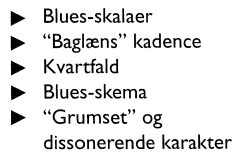 ► Blues-skalaer
► “Baglæns” kadence
► Kvartfald
► Blues-skema
► “Grumset” og
dissonerende karakter